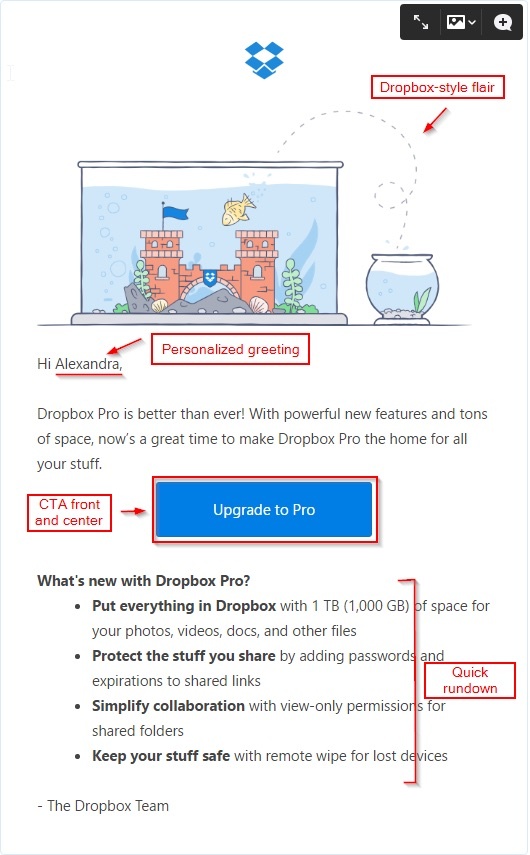 Dropbox-style flair
Personalized greeting
Hi Alexandra,
Dropbox Pro is better than ever! With powerful new features and tons
of space, now's a great time to make Dropbox Pro the home for all
your stuff.
CTA front
and center
Upgrade to Pro
What's new with Dropbox Pro?
• Put everything in Dropbox with 1 TB (1,000 GB) of space for
your photos, videos, docs, and other files
• Protect the stuff you share by adding passwords and
expirations to shared links
Quick
rundown
• Simplify collaboration with view-only permissions for
shared folders
• Keep your stuff safe with remote wipe for lost devices
- The Dropbox Team